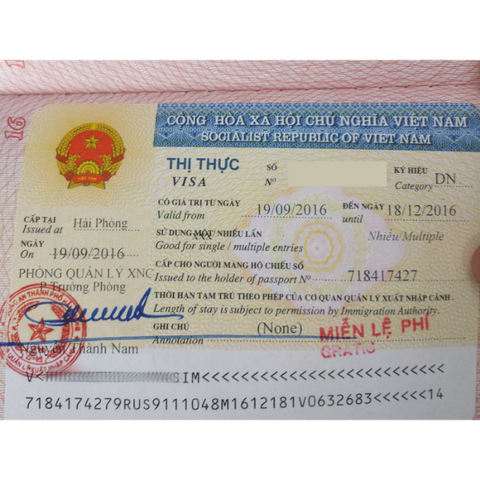 16
CỘNG HÒA XÃ HỘI CHỦ NGHĨA VIỆT NAM
SOCIALIST REPUBLIC OF VIET NAM
THỊ THỰC
VISA
SỐ
Nº
KÝ HIỆU
Category DN
CÓ GIÁ TRỊ TỪ NGÀY
Valid from 19/09/2016
ĐẾN NGÀY
until 18/12/2016
CẤP TẠI
Issued at Hải Phòng
SỬ DỤNG MỘT NHIỀU LẦN
Good for single / multiple entries
Nhiều Multiple
NGÀY
On 19/09/2016
CẤP CHO NGƯỜI MANG HỘ CHIẾU SỐ
Issued to the holder of passport Nº 718417427
PHÒNG QUẢN LÝ XNC
P.Trưởng Phòng
THỜI HẠN TẠM TRÚ THEO PHÉP CỦA CƠ QUAN QUẢN LÝ XUẤT NHẬP CẢNH.
Length of stay is subject to permission by Immigration Authority.
GHI CHÚ
Annotation (None)
MIỄN LỆ PHÍ
GRATIS
Nguyễn Thành Nam
SIM<<<<<<<<<<<<<<<<<<<<<<<<<<
7184174279RUS9111048M1612181V0632683<<<<<<14